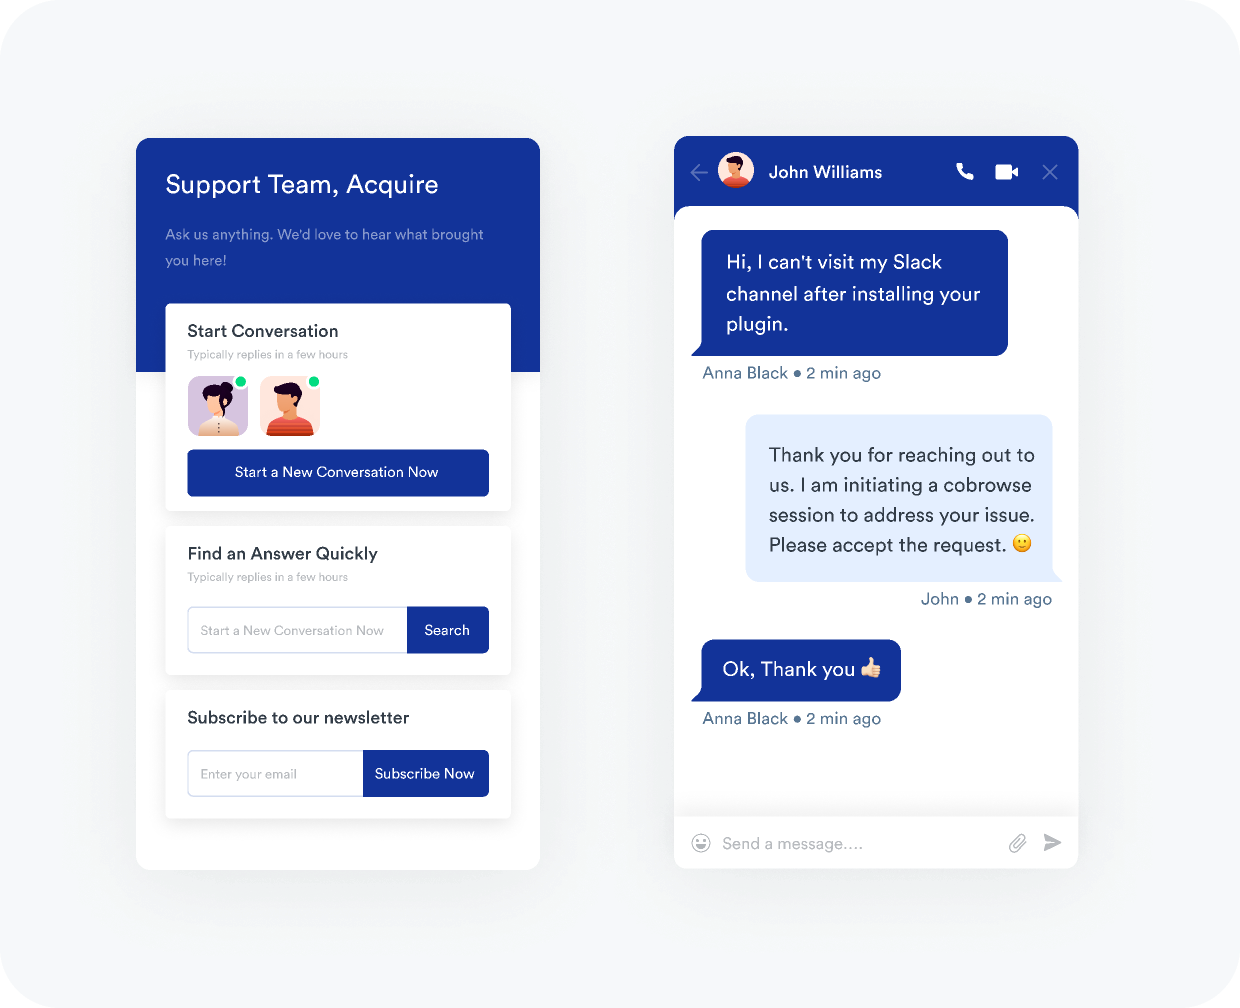 Support Team, Acquire
Ask us anything. We'd love to hear what brought
you here!
Start Conversation
Typically replies in a few hours
Start a New Conversation Now
Find an Answer Quickly
Typically replies in a few hours
Start a New Conversation Now
Search
Subscribe to our newsletter
Enter your email
Subscribe Now
John Williams
Hi, I can't visit my Slack
channel after installing your
plugin.
Anna Black • 2 min ago
Thank you for reaching out to
us. I am initiating a cobrowse
session to address your issue.
Please accept the request. 🙂
John • 2 min ago
Ok, Thank you 👍🏻
Anna Black • 2 min ago
Send a message....